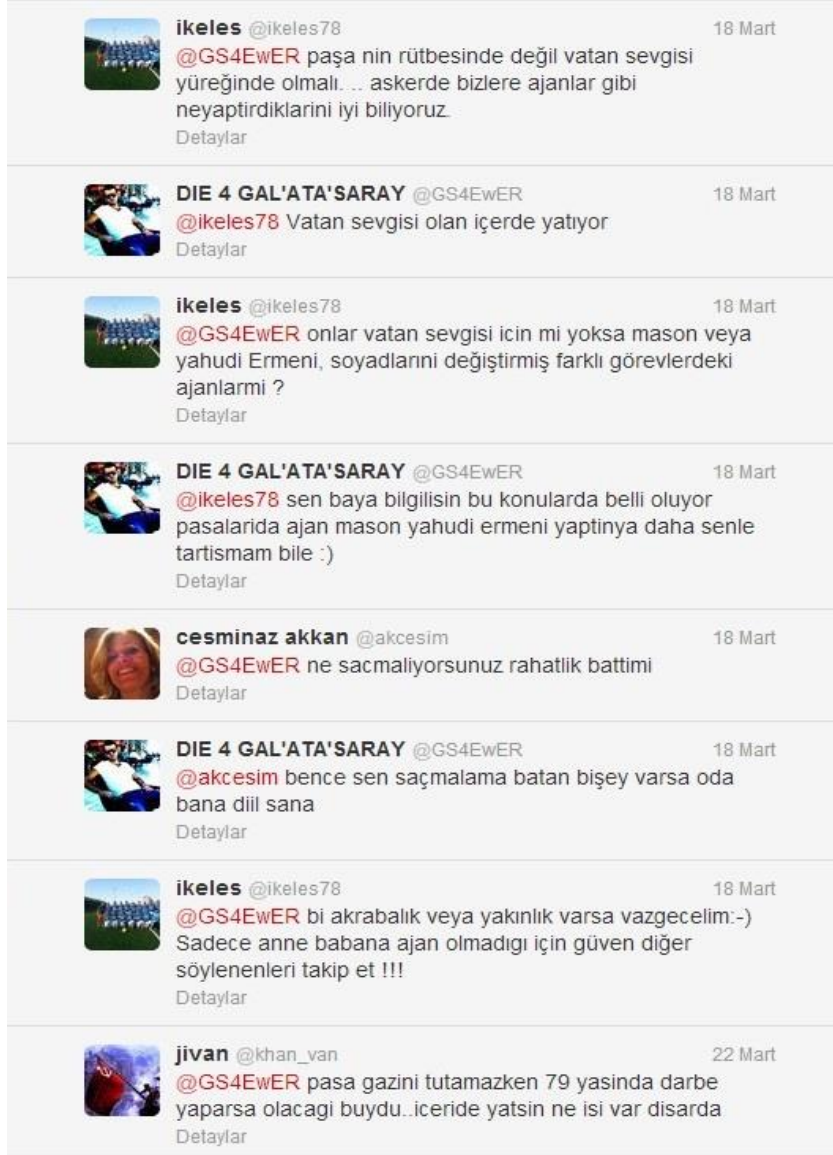 ikeles @ikeles78 18 Mart
@GS4EwER paşa nin rütbesinde değil vatan sevgisi
yüreğinde olmalı. .. askerde bizlere ajanlar gibi
neyaptirdiklarini iyi biliyoruz.
Detaylar
DIE 4 GAL'ATA'SARAY @GS4EwER 18 Mart
@ikeles78 Vatan sevgisi olan içerde yatıyor
Detaylar
ikeles @ikeles78 18 Mart
@GS4EwER onlar vatan sevgisi icin mi yoksa mason veya
yahudi Ermeni, soyadlarıni değiştirmiş farklı görevlerdeki
ajanlarmi ?
Detaylar
DIE 4 GAL'ATA'SARAY @GS4EwER 18 Mart
@ikeles78 sen baya bilgilisin bu konularda belli oluyor
pasalarida ajan mason yahudi ermeni yaptinya daha senle
tartismam bile :)
Detaylar
cesminaz akkan @akcesim 18 Mart
@GS4EwER ne sacmaliyorsunuz rahatlik battimi
Detaylar
DIE 4 GAL'ATA'SARAY @GS4EwER 18 Mart
@akcesim bence sen saçmalama batan bişey varsa oda
bana diil sana
Detaylar
ikeles @ikeles78 18 Mart
@GS4EwER bi akrabalık veya yakınlık varsa vazgecelim:-)
Sadece anne babana ajan olmadıgı için güven diğer
söylenenleri takip et !!!
Detaylar
jivan @khan_van 22 Mart
@GS4EwER pasa gazini tutamazken 79 yasinda darbe
yaparsa olacagi buydu..iceride yatsin ne isi var disarda
Detaylar